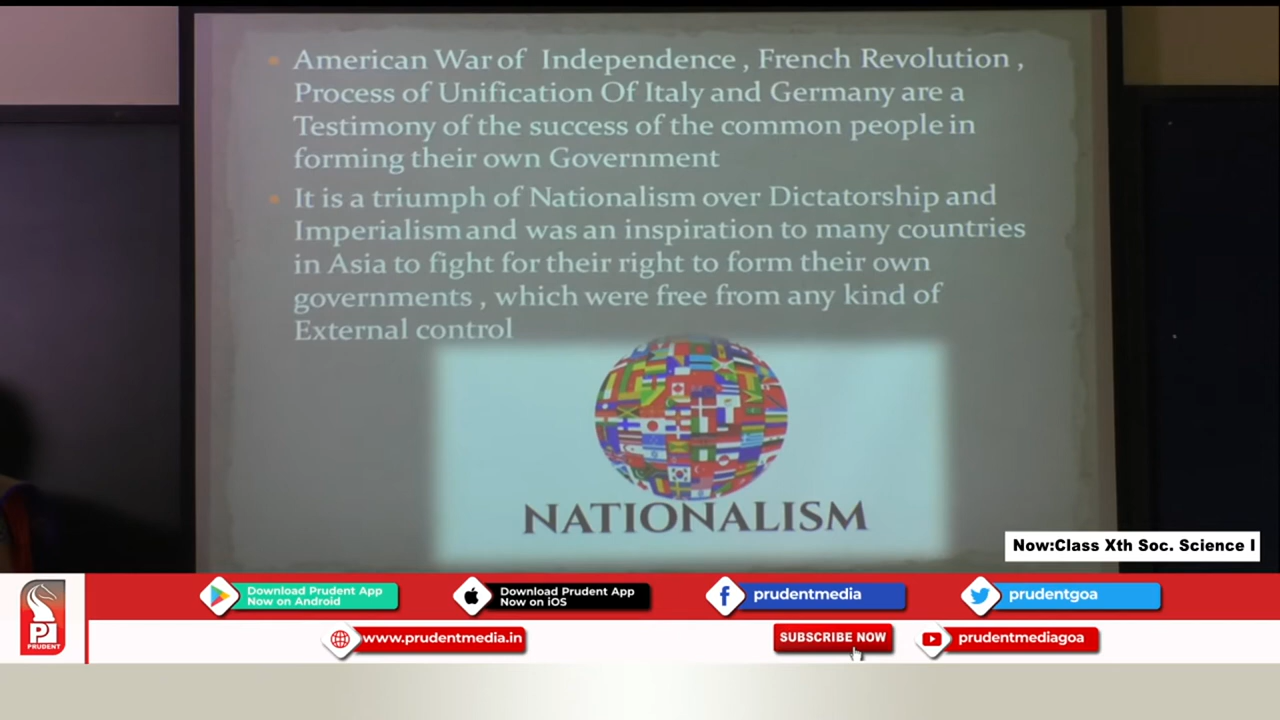 American War of Independence , French Revolution ,
Process of Unification Of Italy and Germany are a
Testimony of the success of the common people in
forming their own Government
It is a triumph of Nationalism over Dictatorship and
Imperialism and was an inspiration to many countries
in Asia to fight for their right to form their own
governments , which were free from any kind of
External control
NATIONALISM
Now:Class Xth Soc. Science I
Download Prudent App
Now on Android
Download Prudent App
Now on iOS
prudentmedia
prudentgoa
PRUDENT
www.prudentmedia.in
SUBSCRIBE NOW
prudentmediagoa